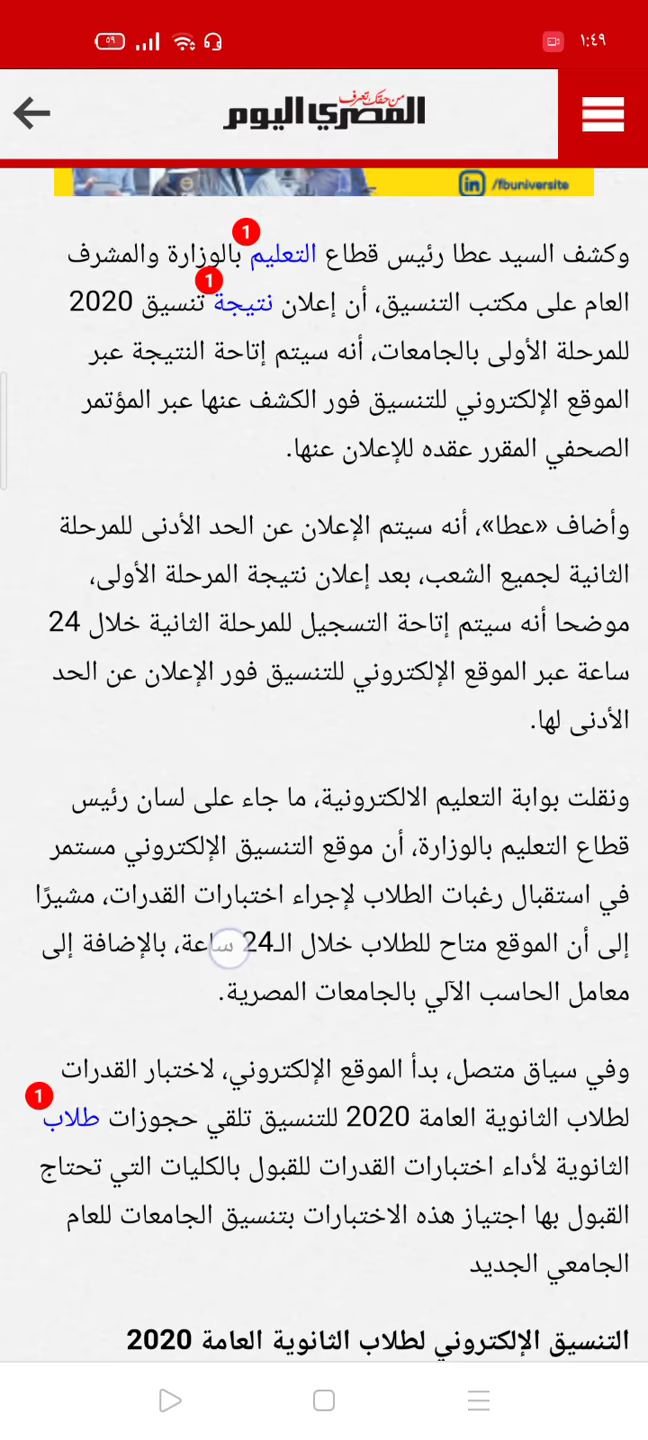 ٥٩
١:٤٩
من حقك تعرف
المصري اليوم
in /fbuniversite
وكشف السيد عطا رئيس قطاع التعليم بالوزارة والمشرف
1
العام على مكتب التنسيق، أن إعلان نتيجة تنسيق 2020
1
للمرحلة الأولى بالجامعات، أنه سيتم إتاحة النتيجة عبر
الموقع الإلكتروني للتنسيق فور الكشف عنها عبر المؤتمر
الصحفي المقرر عقده للإعلان عنها.
وأضاف «عطا»، أنه سيتم الإعلان عن الحد الأدنى للمرحلة
الثانية لجميع الشعب، بعد إعلان نتيجة المرحلة الأولى،
موضحا أنه سيتم إتاحة التسجيل للمرحلة الثانية خلال 24
ساعة عبر الموقع الإلكتروني للتنسيق فور الإعلان عن الحد
الأدنى لها.
ونقلت بوابة التعليم الالكترونية، ما جاء على لسان رئيس
قطاع التعليم بالوزارة، أن موقع التنسيق الإلكتروني مستمر
في استقبال رغبات الطلاب لإجراء اختبارات القدرات، مشيرًا
إلى أن الموقع متاح للطلاب خلال الـ24 ساعة، بالإضافة إلى
معامل الحاسب الآلي بالجامعات المصرية.
وفي سياق متصل، بدأ الموقع الإلكتروني، لاختبار القدرات
لطلاب الثانوية العامة 2020 للتنسيق تلقي حجوزات طلاب
1
الثانوية لأداء اختبارات القدرات للقبول بالكليات التي تحتاج
القبول بها اجتياز هذه الاختبارات بتنسيق الجامعات للعام
الجامعي الجديد
التنسيق الإلكتروني لطلاب الثانوية العامة 2020